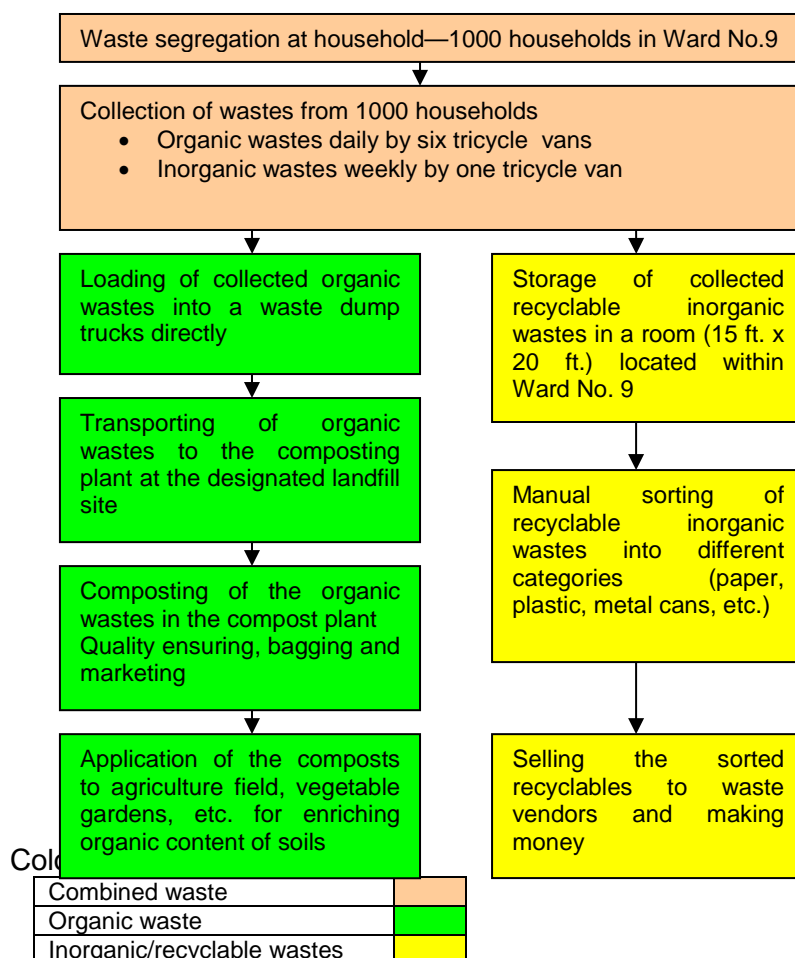 Waste segregation at household—1000 households in Ward No.9
Collection of wastes from 1000 households
• Organic wastes daily by six tricycle vans
• Inorganic wastes weekly by one tricycle van
Loading of collected organic
wastes into a waste dump
trucks directly
Transporting of organic
wastes to the composting
plant at the designated landfill
site
Composting of the organic
wastes in the compost plant
Quality ensuring, bagging and
marketing
Application of the composts
to agriculture field, vegetable
gardens, etc. for enriching
organic content of soils
Storage of collected
recyclable inorganic
wastes in a room (15 ft. x
20 ft.) located within
Ward No. 9
Manual sorting of
recyclable inorganic
wastes into different
categories (paper,
plastic, metal cans, etc.)
Selling the sorted
recyclables to waste
vendors and making
money
Combined waste
Organic waste
Inorganic/recyclable wastes